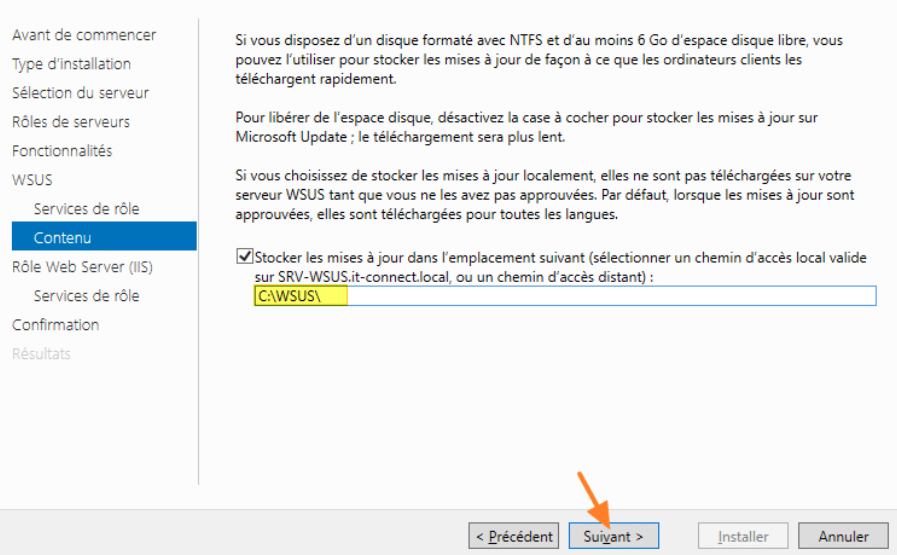 Avant de commencer
Type d'installation
Sélection du serveur
Rôles de serveurs
Fonctionnalités
WSUS
Services de rôle
Contenu
Rôle Web Server (IIS)
Services de rôle
Confirmation
Résultats
Si vous disposez d'un disque formaté avec NTFS et d'au moins 6 Go d'espace disque libre, vous
pouvez l'utiliser pour stocker les mises à jour de façon à ce que les ordinateurs clients les
téléchargent rapidement.
Pour libérer de l'espace disque, désactivez la case à cocher pour stocker les mises à jour sur
Microsoft Update ; le téléchargement sera plus lent.
Si vous choisissez de stocker les mises à jour localement, elles ne sont pas téléchargées sur votre
serveur WSUS tant que vous ne les avez pas approuvées. Par défaut, lorsque les mises à jour sont
approuvées, elles sont téléchargées pour toutes les langues.
Stocker les mises à jour dans l'emplacement suivant (sélectionner un chemin d'accès local valide
sur SRV-WSUS.it-connect.local, ou un chemin d'accès distant) :
C:\WSUS\
< Précédent
Suivant >
Installer
Annuler